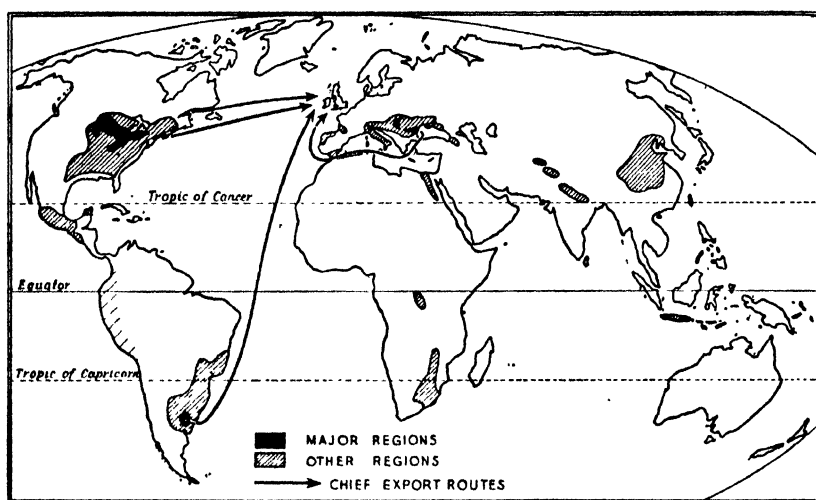 Tropic of Cancer
Equator
Tropic of Capricorn
MAJOR REGIONS
OTHER REGIONS
CHIEF EXPORT ROUTES